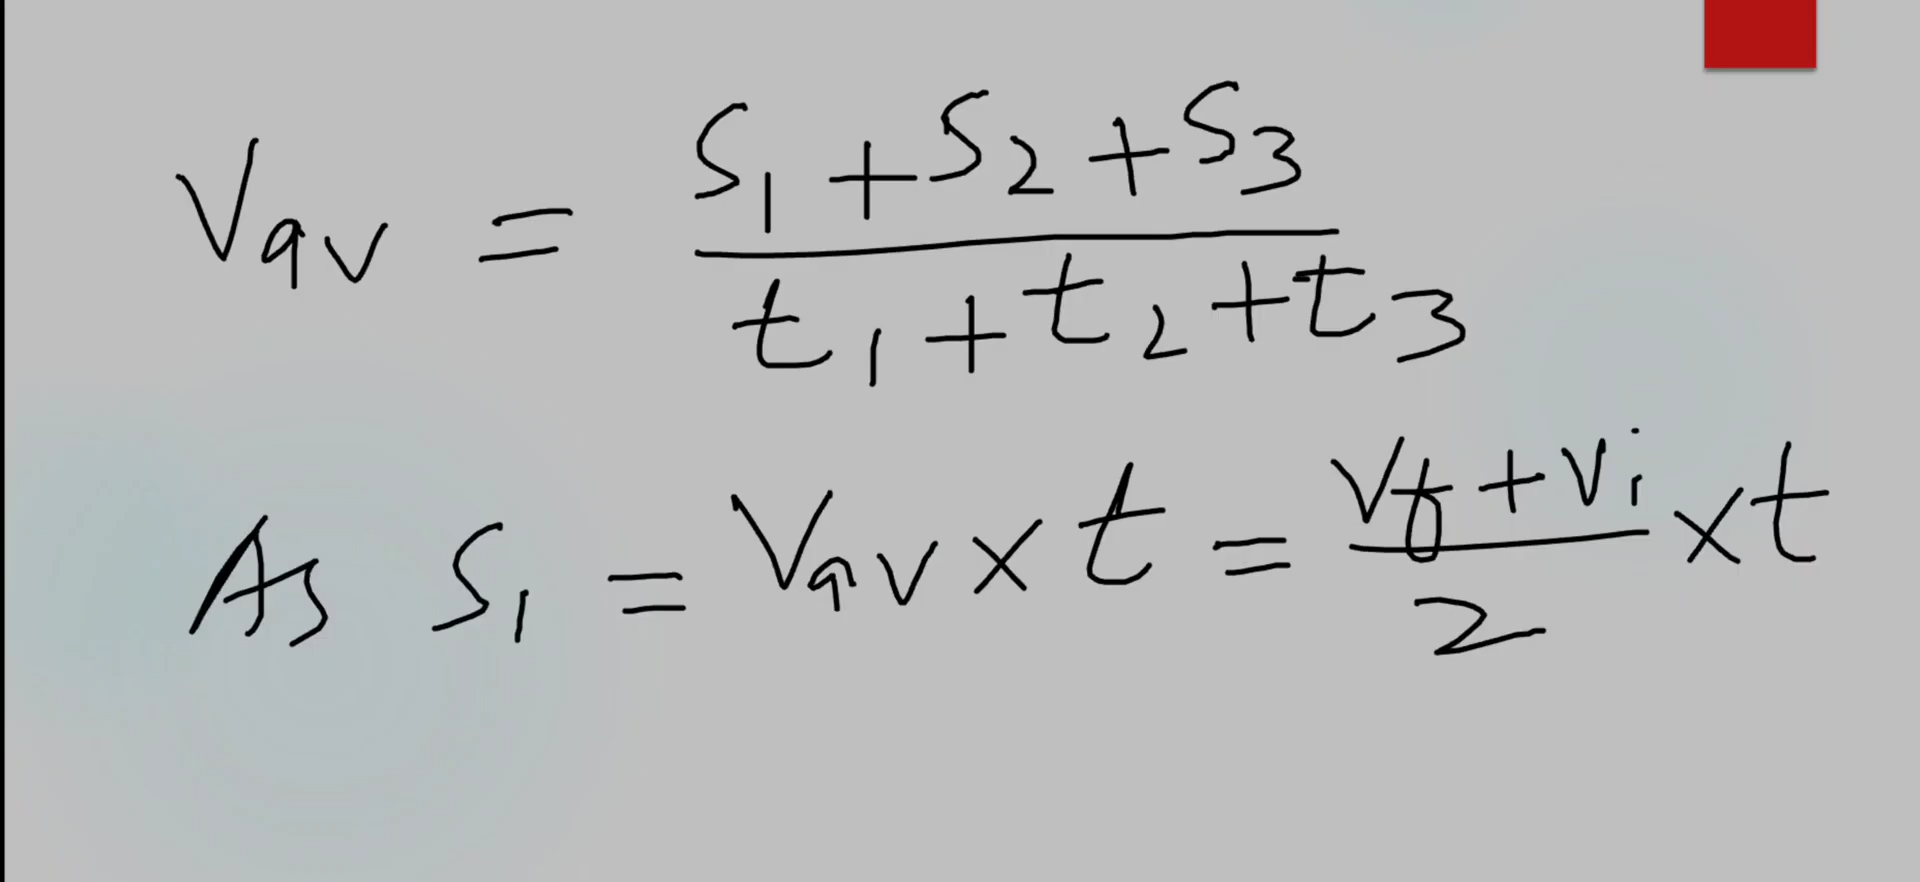 Vav = (S1 + S2 + S3) / (t1 + t2 + t3)
As S1 = Vav × t = (Vf + Vi) / 2 × t